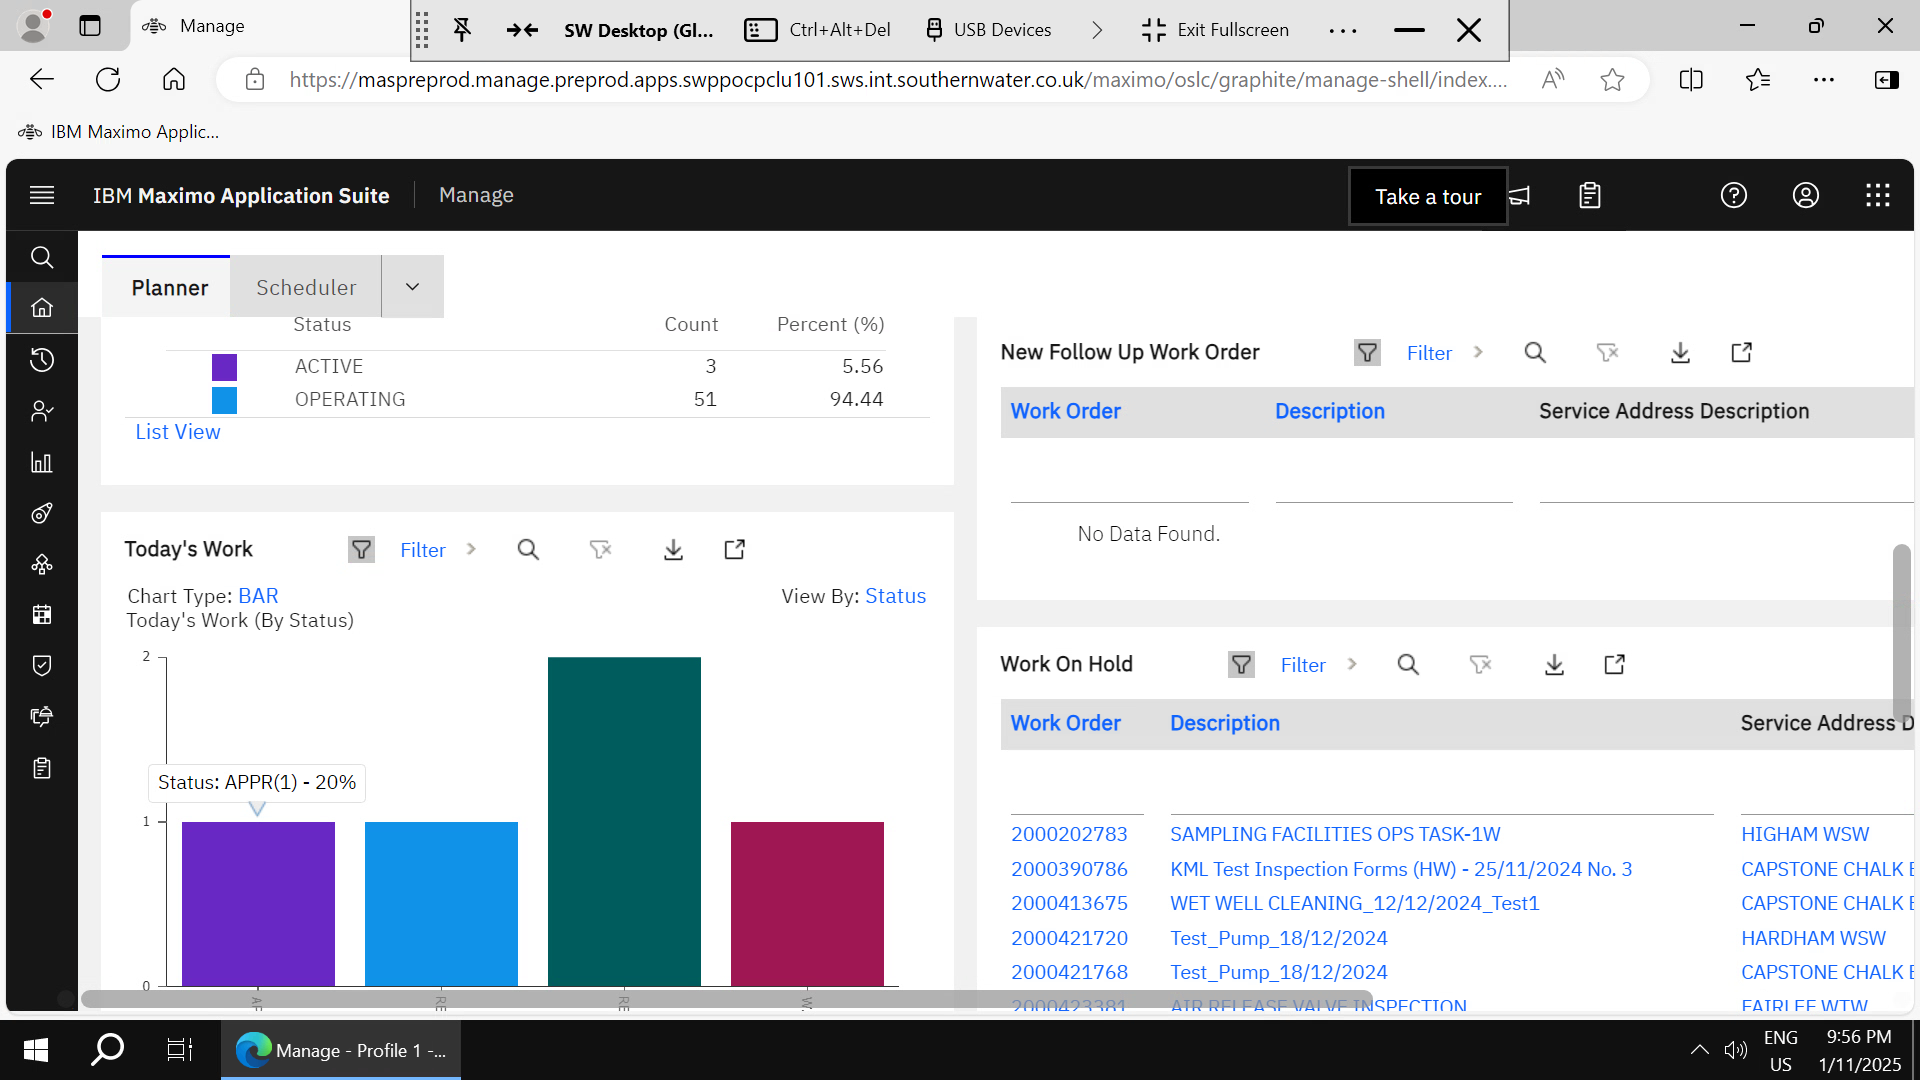 Manage
SW Desktop (Gl...
Ctrl+Alt+Del
USB Devices
Exit Fullscreen
https://maspreprod.manage.preprod.apps.swppocpclu101.sws.int.southernwater.co.uk/maximo/oslc/graphite/manage-shell/index....
IBM Maximo Applic...
IBM Maximo Application Suite
Manage
Take a tour
Planner
Scheduler
Status Count Percent (%)
ACTIVE 3 5.56
OPERATING 51 94.44
List View
Today's Work
Filter
Chart Type: BAR
View By: Status
Today's Work (By Status)
2
1
0
Status: APPR(1) - 20%
New Follow Up Work Order
Filter
Work Order Description Service Address Description
No Data Found.
Work On Hold
Filter
Work Order Description Service Address D
2000202783 SAMPLING FACILITIES OPS TASK-1W HIGHAM WSW
2000390786 KML Test Inspection Forms (HW) - 25/11/2024 No. 3 CAPSTONE CHALK
2000413675 WET WELL CLEANING_12/12/2024_Test1 CAPSTONE CHALK
2000421720 Test_Pump_18/12/2024 HARDHAM WSW
2000421768 Test_Pump_18/12/2024 CAPSTONE CHALK
2000423381 AIR RELEASE VALVE INSPECTION FAIRLEE WTW
Manage - Profile 1 -...
ENG
US
9:56 PM
1/11/2025